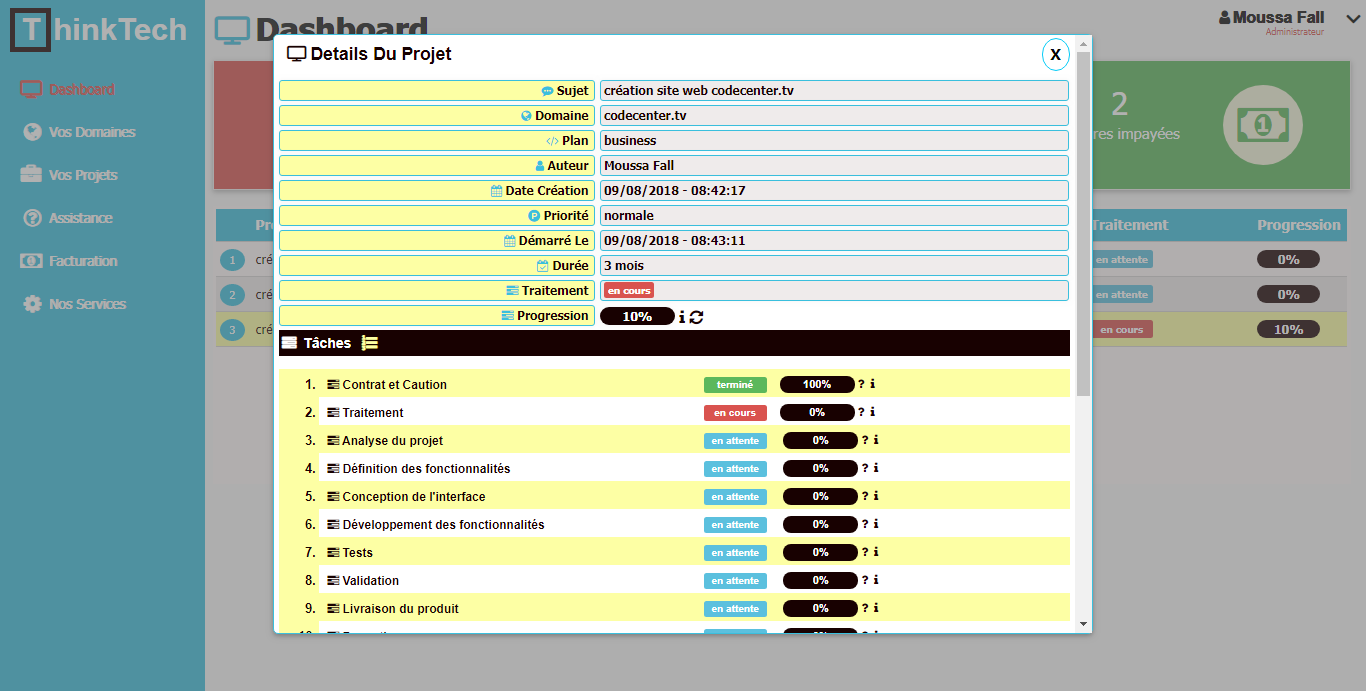 ThinkTech
Dashboard
Moussa Fall
Administrateur
Dashboard
Vos Domaines
Vos Projets
Assistance
Facturation
Nos Services
2
res impayées
Traitement Progression
1 cré en attente 0%
2 cré en attente 0%
3 cré en cours 10%
Details Du Projet X
Sujet création site web codecenter.tv
Domaine codecenter.tv
Plan business
Auteur Moussa Fall
Date Création 09/08/2018 - 08:42:17
Priorité normale
Démarré Le 09/08/2018 - 08:43:11
Durée 3 mois
Traitement en cours
Progression 10%
Tâches
1. Contrat et Caution terminé 100% ?
2. Traitement en cours 0% ?
3. Analyse du projet en attente 0% ?
4. Définition des fonctionnalités en attente 0% ?
5. Conception de l'interface en attente 0% ?
6. Développement des fonctionnalités en attente 0% ?
7. Tests en attente 0% ?
8. Validation en attente 0% ?
9. Livraison du produit en attente 0% ?